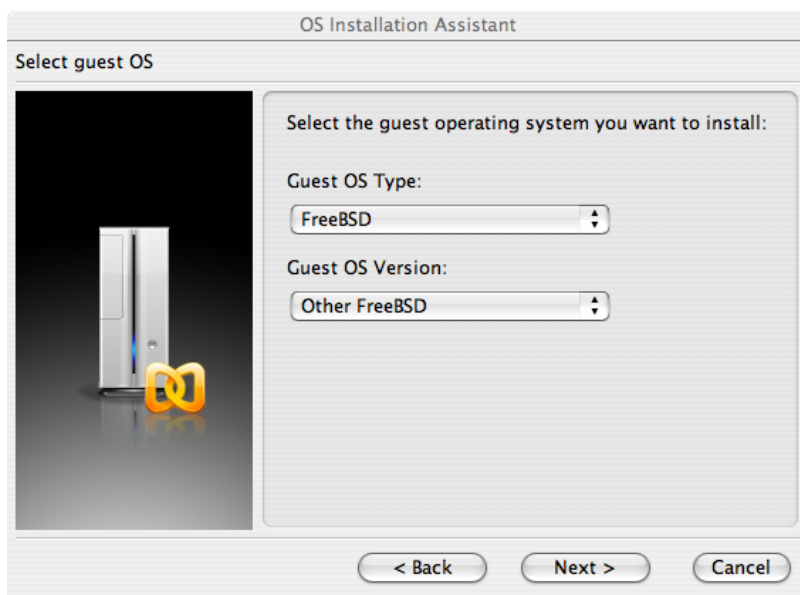 OS Installation Assistant
Select guest OS
Select the guest operating system you want to install:
Guest OS Type:
FreeBSD
Guest OS Version:
Other FreeBSD
< Back Next > Cancel